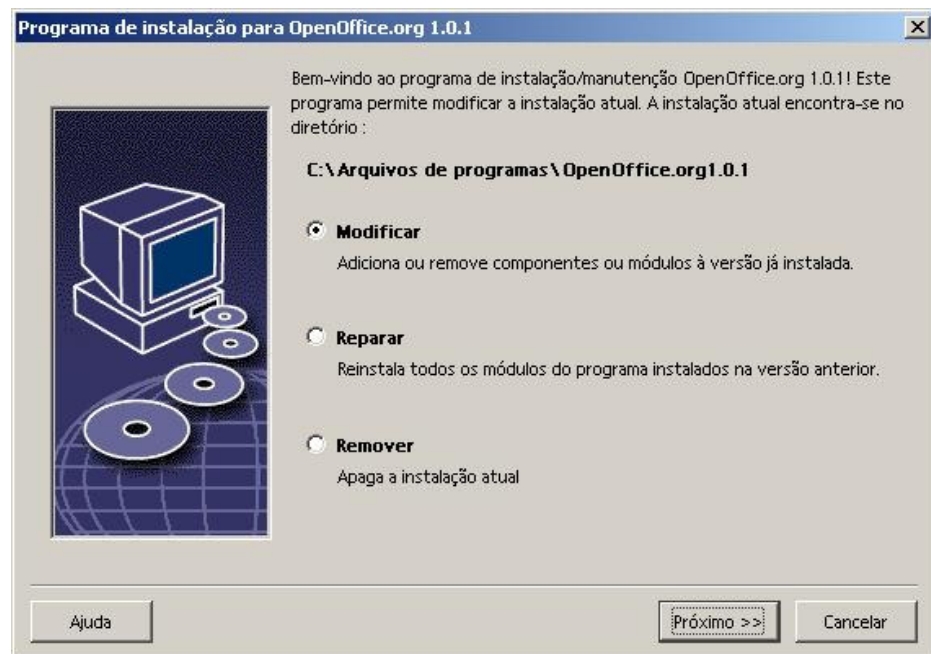 Programa de instalação para OpenOffice.org 1.0.1
Bem-vindo ao programa de instalação/manutenção OpenOffice.org 1.0.1! Este
programa permite modificar a instalação atual. A instalação atual encontra-se no
diretório :
C:\Arquivos de programas\OpenOffice.org1.0.1
Modificar
Adiciona ou remove componentes ou módulos à versão já instalada.
Reparar
Reinstala todos os módulos do programa instalados na versão anterior.
Remover
Apaga a instalação atual
Ajuda
Próximo >>
Cancelar